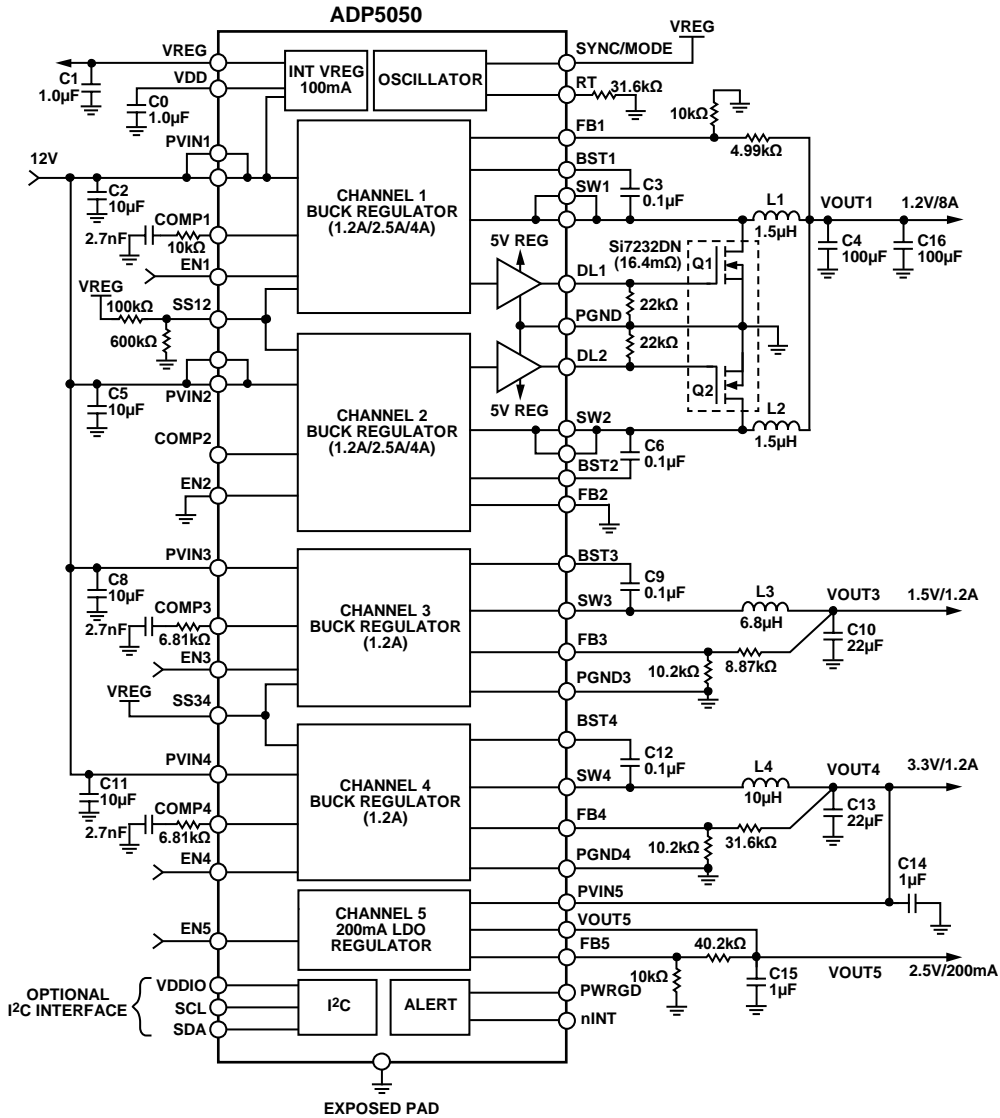 ADP5050
VREG
VREG
SYNC/MODE
C1
1.0µF
VDD
C0
1.0µF
INT VREG
100mA
OSCILLATOR
RT
31.6kΩ
10kΩ
FB1
4.99kΩ
PVIN1
12V
C2
10µF
COMP1
2.7nF
10kΩ
EN1
CHANNEL 1
BUCK REGULATOR
(1.2A/2.5A/4A)
BST1
C3
0.1µF
SW1
L1
1.5µH
VOUT1
1.2V/8A
C4
100µF
C16
100µF
Si7232DN
(16.4mΩ)
Q1
5V REG
DL1
22kΩ
VREG
100kΩ
SS12
600kΩ
PGND
22kΩ
DL2
Q2
5V REG
C5
10µF
PVIN2
COMP2
EN2
CHANNEL 2
BUCK REGULATOR
(1.2A/2.5A/4A)
SW2
L2
1.5µH
C6
0.1µF
BST2
FB2
PVIN3
C8
10µF
COMP3
2.7nF
6.81kΩ
EN3
VREG
SS34
CHANNEL 3
BUCK REGULATOR
(1.2A)
BST3
C9
0.1µF
SW3
L3
6.8µH
VOUT3
1.5V/1.2A
C10
22µF
FB3
10.2kΩ
8.87kΩ
PGND3
PVIN4
C11
10µF
COMP4
2.7nF
6.81kΩ
EN4
CHANNEL 4
BUCK REGULATOR
(1.2A)
BST4
C12
0.1µF
SW4
L4
10µH
VOUT4
3.3V/1.2A
C13
22µF
FB4
10.2kΩ
31.6kΩ
PGND4
C14
1µF
PVIN5
EN5
CHANNEL 5
200mA LDO
REGULATOR
VOUT5
FB5
40.2kΩ
10kΩ
C15
1µF
VOUT5
2.5V/200mA
OPTIONAL
I²C INTERFACE
VDDIO
SCL
SDA
I²C
ALERT
PWRGD
nINT
EXPOSED PAD